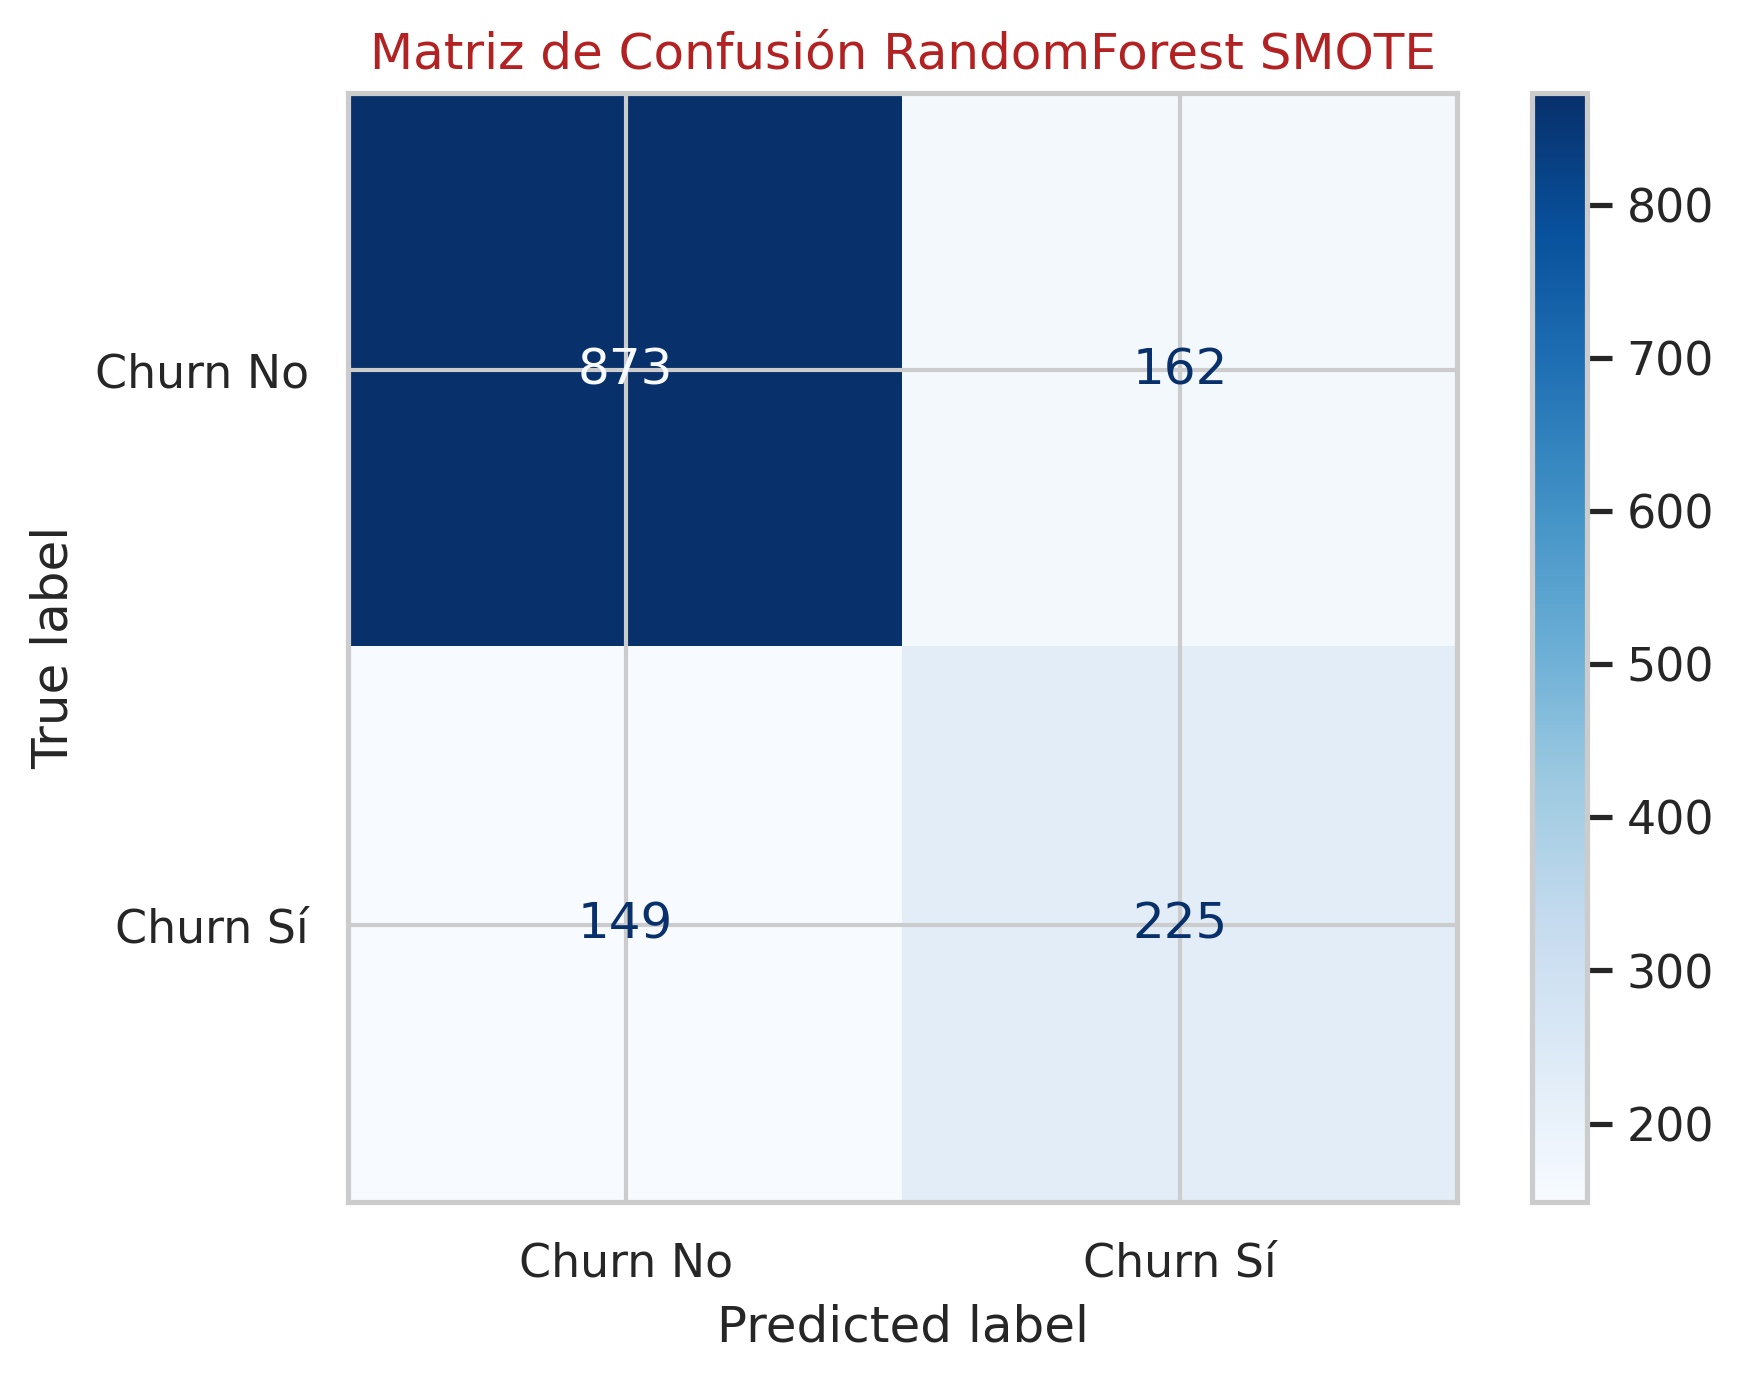 Matriz de Confusión RandomForest SMOTE
873 162
149 225
Churn No
Churn Sí
True label
Churn No Churn Sí
Predicted label
800
700
600
500
400
300
200